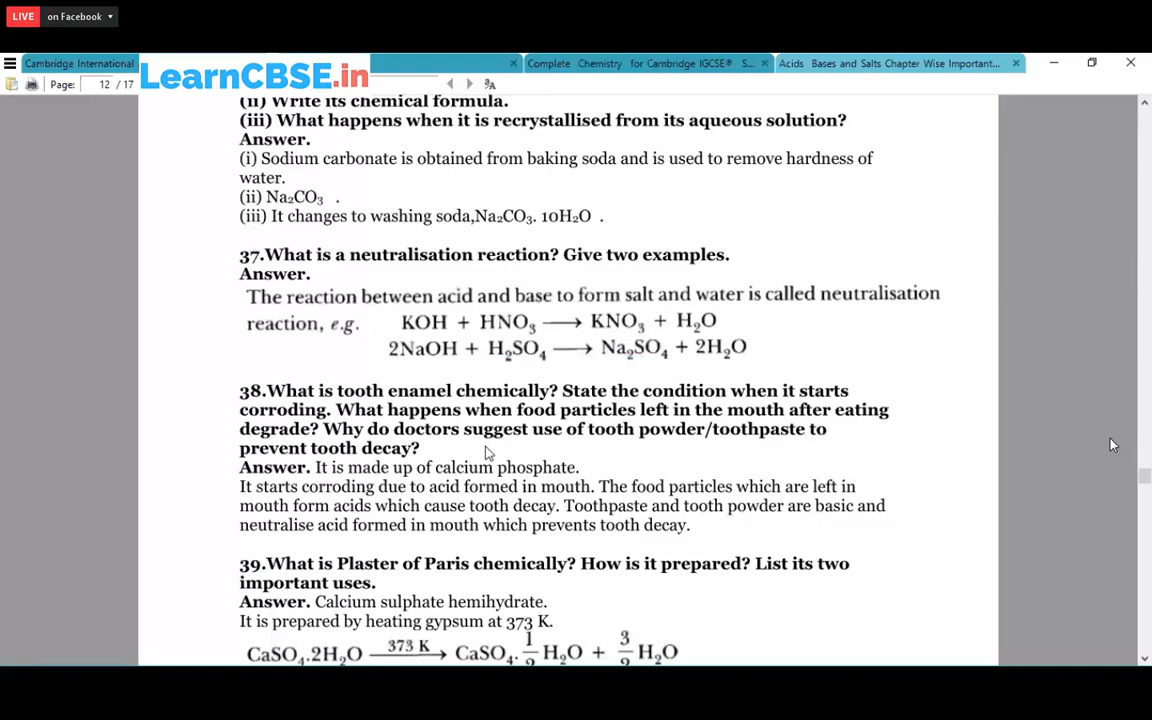 LIVE on Facebook
Cambridge International
Complete Chemistry for Cambridge IGCSE® S...
Acids Bases and Salts Chapter Wise Important...
LearnCBSE.in
Page: 12 / 17
(ii) Write its chemical formula.
(iii) What happens when it is recrystallised from its aqueous solution?
Answer.
(i) Sodium carbonate is obtained from baking soda and is used to remove hardness of
water.
(ii) Na₂CO₃ .
(iii) It changes to washing soda,Na₂CO₃. 10H₂O .
37.What is a neutralisation reaction? Give two examples.
Answer.
The reaction between acid and base to form salt and water is called neutralisation
reaction, e.g. KOH + HNO₃ ⟶ KNO₃ + H₂O
2NaOH + H₂SO₄ ⟶ Na₂SO₄ + 2H₂O
38.What is tooth enamel chemically? State the condition when it starts
corroding. What happens when food particles left in the mouth after eating
degrade? Why do doctors suggest use of tooth powder/toothpaste to
prevent tooth decay?
Answer. It is made up of calcium phosphate.
It starts corroding due to acid formed in mouth. The food particles which are left in
mouth form acids which cause tooth decay. Toothpaste and tooth powder are basic and
neutralise acid formed in mouth which prevents tooth decay.
39.What is Plaster of Paris chemically? How is it prepared? List its two
important uses.
Answer. Calcium sulphate hemihydrate.
It is prepared by heating gypsum at 373 K.
CaSO₄.2H₂O ⟶ 373 K CaSO₄. 1/2 H₂O + 3/2 H₂O